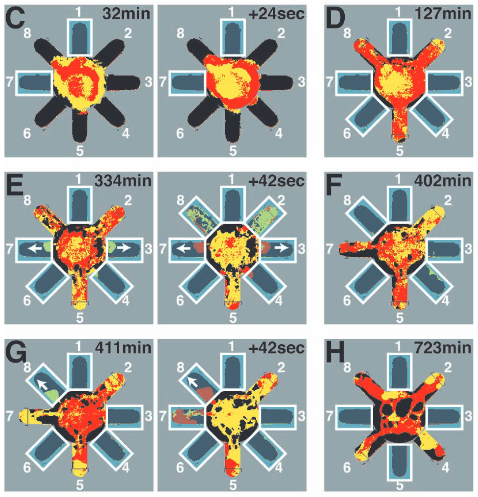 C 32min +24sec D 127min
1 1 1
8 2 8 2 8 2
7 3 7 3 7 3
6 4 6 4 6 4
5 5 5
E 334min +42sec F 402min
1 1 1
8 2 8 2 8 2
7 3 7 3 7 3
6 4 6 4 6 4
5 5 5
G 411min +42sec H 723min
1 1 1
8 2 8 2 8 2
7 3 7 3 7 3
6 4 6 4 6 4
5 5 5